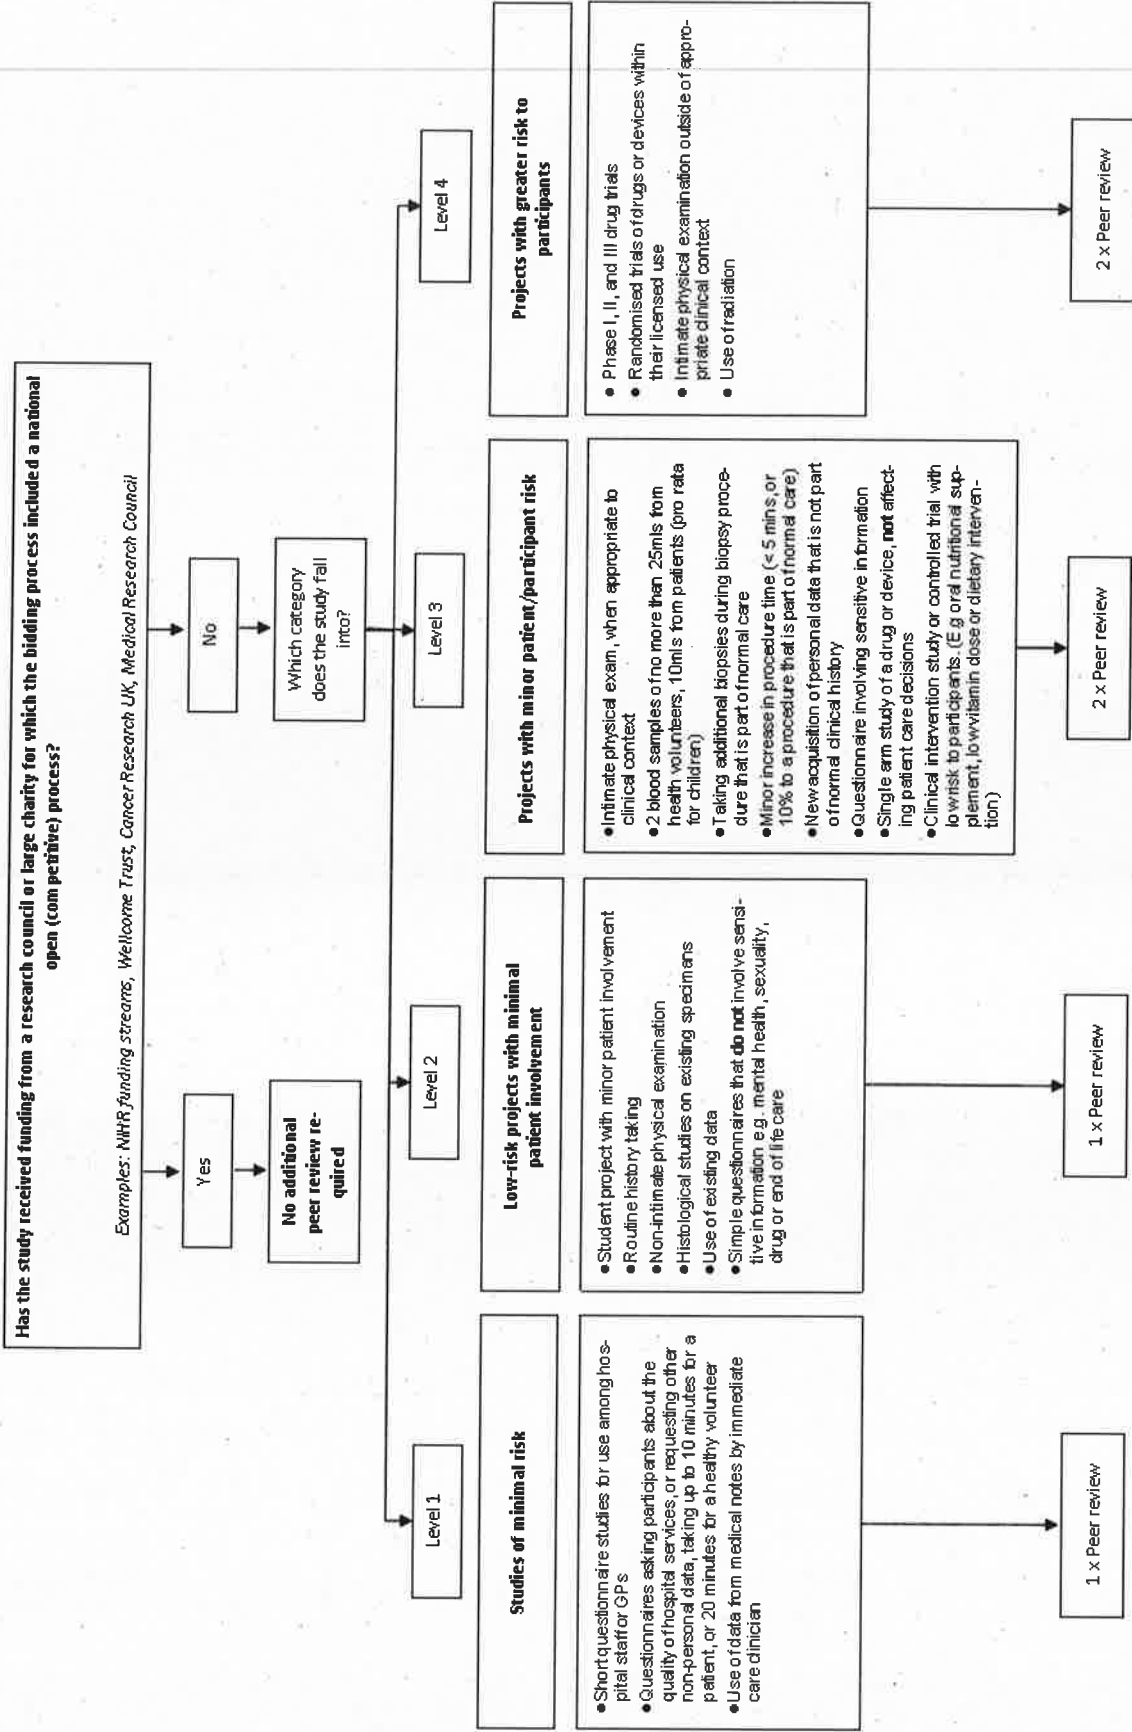 Has the study received funding from a research council or large charity for which the bidding process included a national
open (competitive) process?
Examples: NIHR funding streams, Wellcome Trust, Cancer Research UK, Medical Research Council
Yes
No
No additional
peer review re-
quired
Which category
does the study fall
into?
Level 1
Level 2
Level 3
Level 4
Studies of minimal risk
Low-risk projects with minimal
patient involvement
Projects with minor patient/participant risk
Projects with greater risk to
participants
●Short questionnaire studies for use among hos-
pital staff or GPs
●Questionnaires asking participants about the
quality of hospital services, or requesting other
non-personal data, taking up to 10 minutes for a
patient, or 20 minutes for a healthy volunteer
●Use of data from medical notes by immediate
care clinician
●Student project with minor patient involvement
●Routine history taking
●Non-intimate physical examination
●Histological studies on existing specimans
●Use of existing data
●Simple questionnaires that do not involve sensi-
tive information e.g. mental health, sexuality,
drug or end of life care
●Intimate physical exam, when appropriate to
clinical context
●2 blood samples of no more than 25mls from
health volunteers, 10mls from patients (pro rata
for children)
●Taking additional biopsies during biopsy proce-
dure that is part of normal care
●Minor increase in procedure time (<5 mins, or
10% to a procedure that is part of normal care)
●New acquisition of personal data that is not part
of normal clinical history
●Questionnaire involving sensitive information
●Single arm study of a drug or device, not affect-
ing patient care decisions
●Clinical intervention study or controlled trial with
low risk to participants. (E.g oral nutritional sup-
plement, low vitamin dose or dietary interven-
tion)
● Phase I, II, and III drug trials
● Randomised trials of drugs or devices within
their licensed use
● Intimate physical examination outside of appro-
priate clinical context
● Use of radiation
1 x Peer review
1 x Peer review
2 x Peer review
2 x Peer review